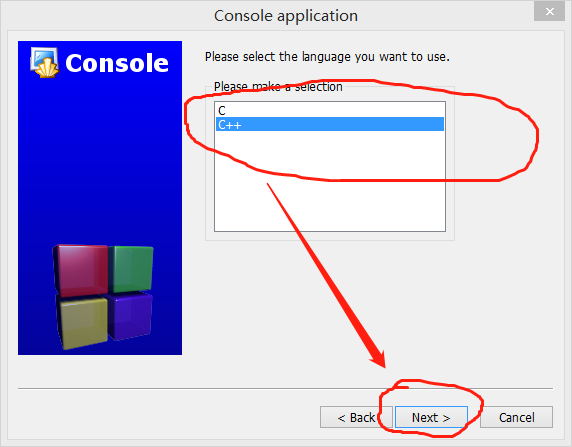 Console application
Console
Please select the language you want to use.
Please make a selection
C
C++
< Back
Next >
Cancel